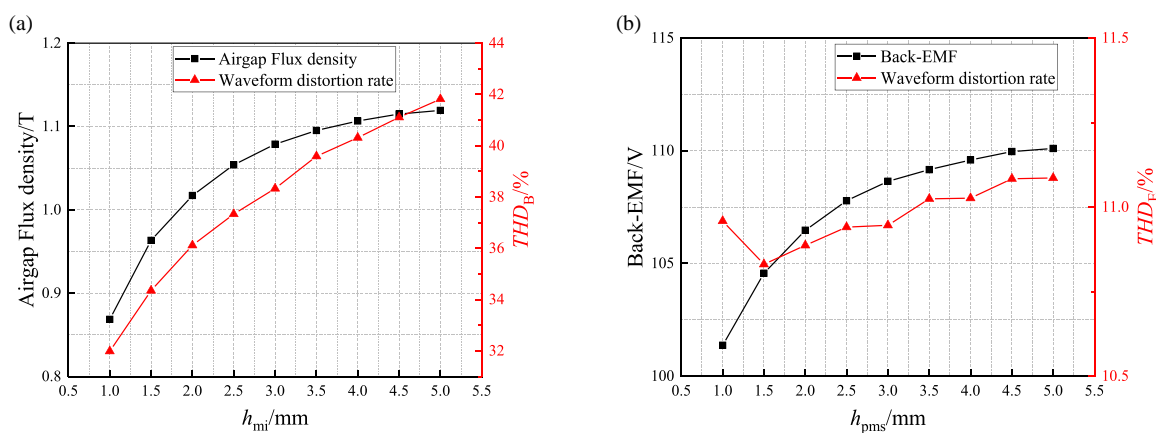 (a)
Airgap Flux density
Waveform distortion rate
1.2
1.1
1.0
0.9
0.8
Airgap Flux density/T
44
42
40
38
36
34
32
THD_B/%
0.5 1.0 1.5 2.0 2.5 3.0 3.5 4.0 4.5 5.0 5.5
h_mi/mm
(b)
Back-EMF
Waveform distortion rate
115
110
105
100
Back-EMF/V
11.5
11.0
10.5
THD_E/%
0.5 1.0 1.5 2.0 2.5 3.0 3.5 4.0 4.5 5.0 5.5
h_pms/mm